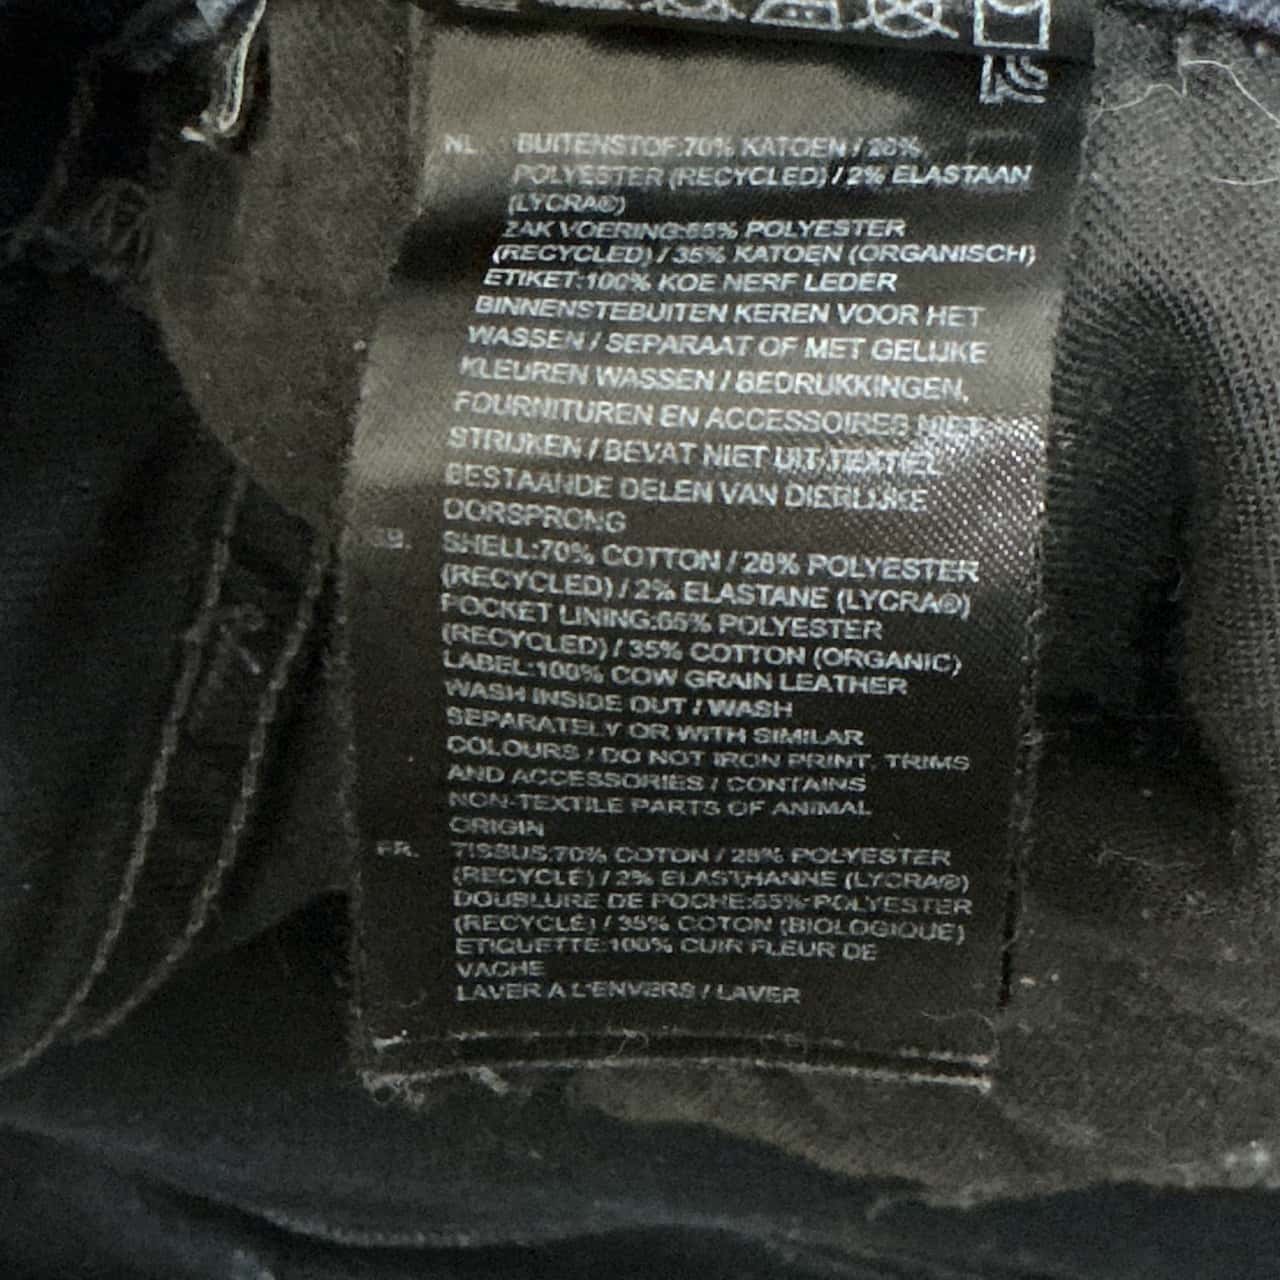 NL. BUITENSTOF:70% KATOEN / 28%
POLYESTER (RECYCLED) / 2% ELASTAAN
(LYCRA®)
ZAK VOERING:65% POLYESTER
(RECYCLED) / 35% KATOEN (ORGANISCH)
ETIKET:100% KOE NERF LEDER
BINNENSTEBUITEN KEREN VOOR HET
WASSEN / SEPARAAT OF MET GELIJKE
KLEUREN WASSEN / BEDRUKKINGEN,
FOURNITUREN EN ACCESSOIRES NIET
STRIJKEN / BEVAT NIET UIT TEXTIEL
BESTAANDE DELEN VAN DIERLIJKE
OORSPRONG
GB. SHELL:70% COTTON / 28% POLYESTER
(RECYCLED) / 2% ELASTANE (LYCRA®)
POCKET LINING:65% POLYESTER
(RECYCLED) / 35% COTTON (ORGANIC)
LABEL:100% COW GRAIN LEATHER
WASH INSIDE OUT / WASH
SEPARATELY OR WITH SIMILAR
COLOURS / DO NOT IRON PRINT, TRIMS
AND ACCESSORIES / CONTAINS
NON-TEXTILE PARTS OF ANIMAL
ORIGIN
FR. TISSUS:70% COTON / 28% POLYESTER
(RECYCLÉ) / 2% ELASTHANNE (LYCRA®)
DOUBLURE DE POCHE:65% POLYESTER
(RECYCLÉ) / 35% COTON (BIOLOGIQUE)
ETIQUETTE:100% CUIR FLEUR DE
VACHE
LAVER A L'ENVERS / LAVER